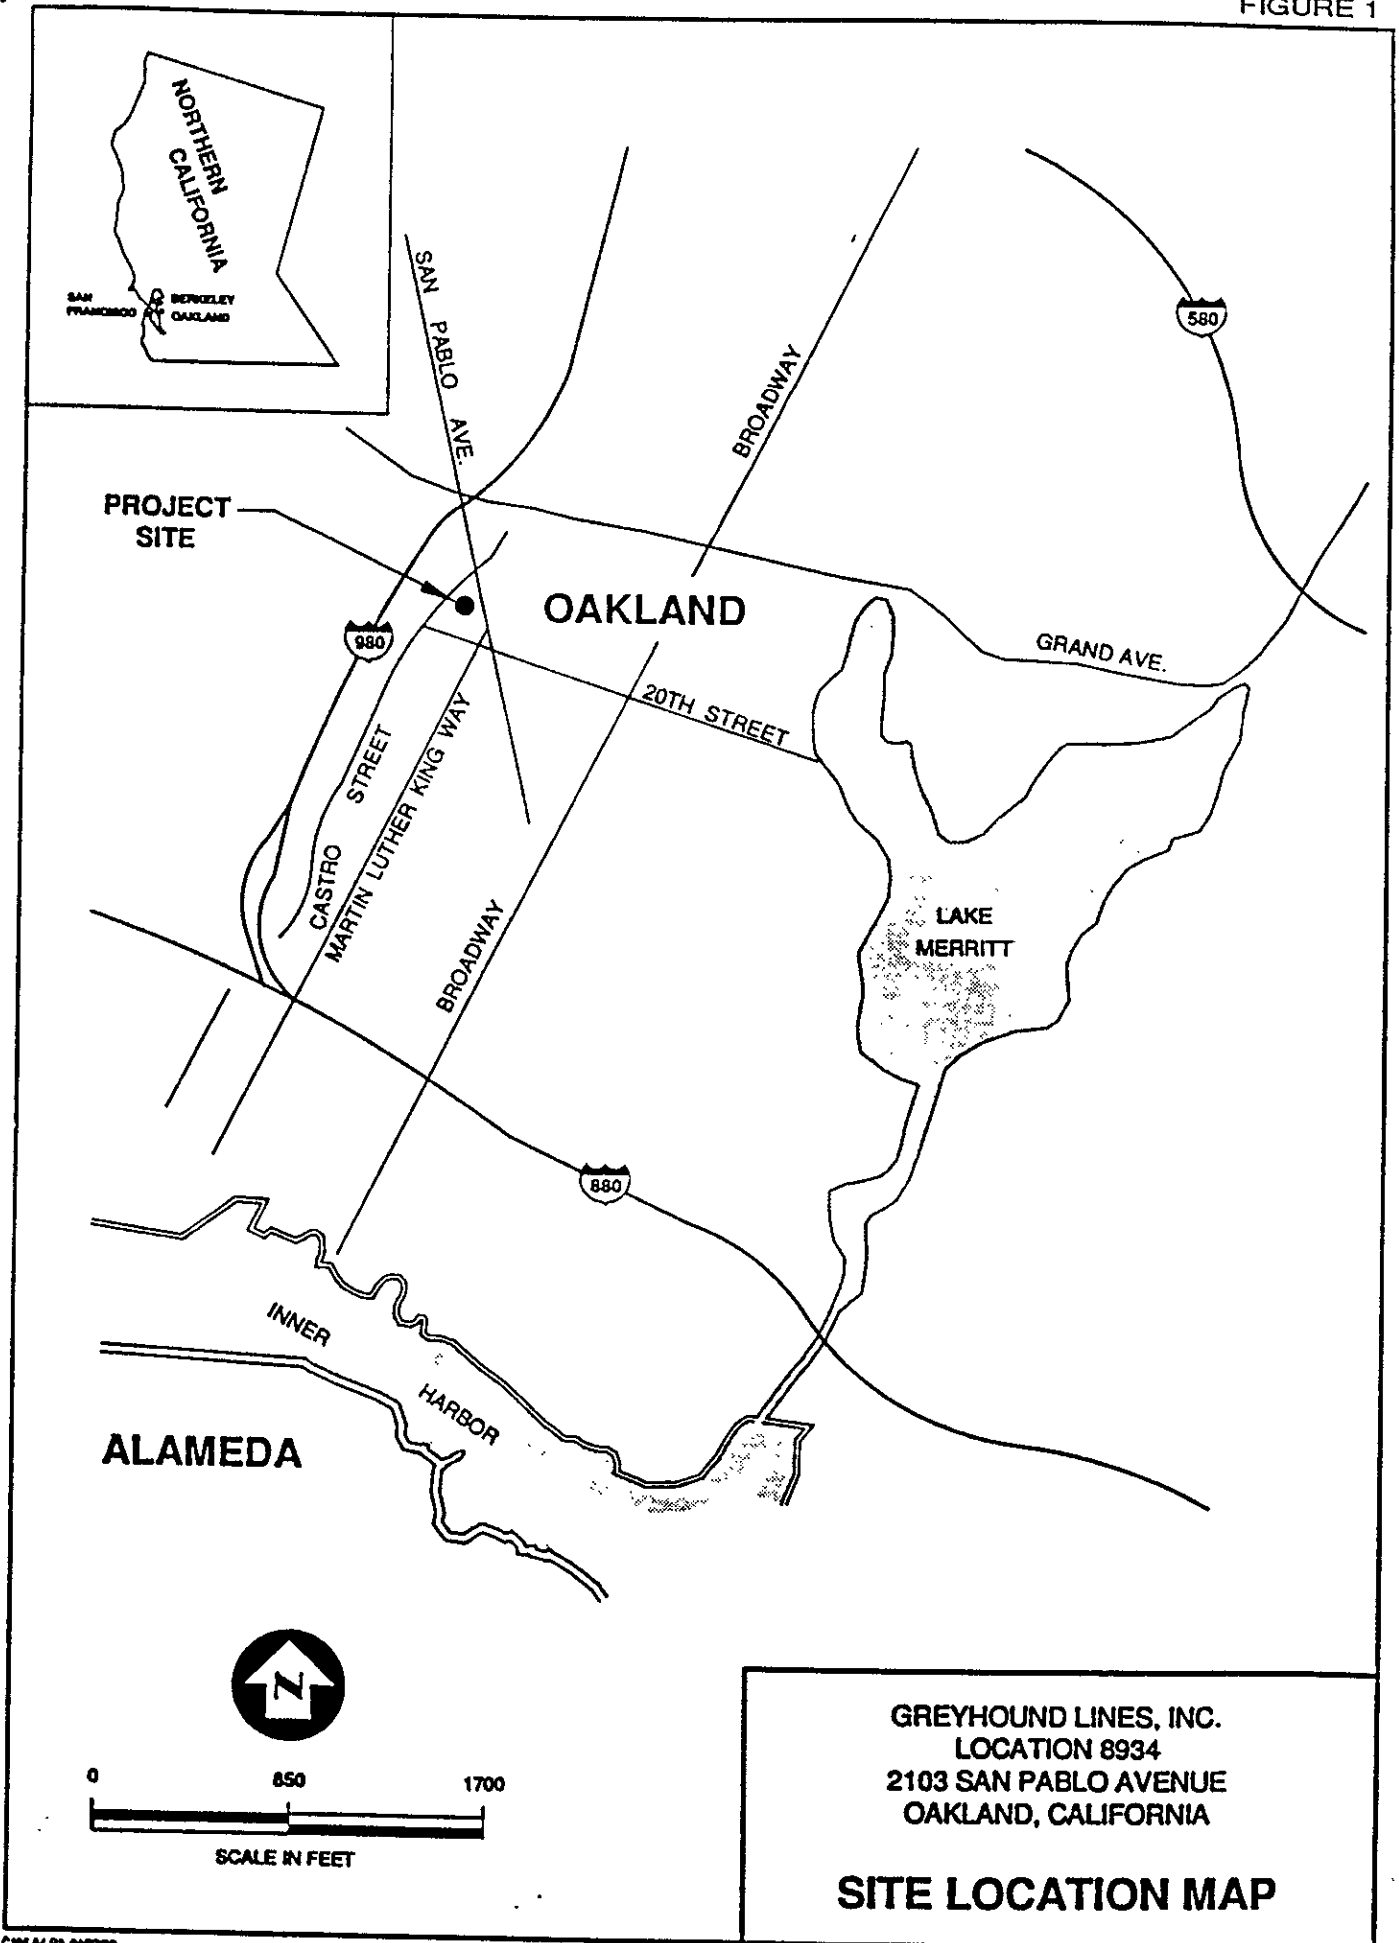 FIGURE 1
NORTHERN
CALIFORNIA
SAN
FRANCISCO
BERKELEY
OAKLAND
SAN PABLO AVE.
BROADWAY
580
PROJECT
SITE
OAKLAND
980
GRAND AVE.
20TH STREET
CASTRO STREET
MARTIN LUTHER KING WAY
BROADWAY
LAKE
MERRITT
880
INNER
HARBOR
ALAMEDA
N
0 850 1700
SCALE IN FEET
GREYHOUND LINES, INC.
LOCATION 8934
2103 SAN PABLO AVENUE
OAKLAND, CALIFORNIA
SITE LOCATION MAP